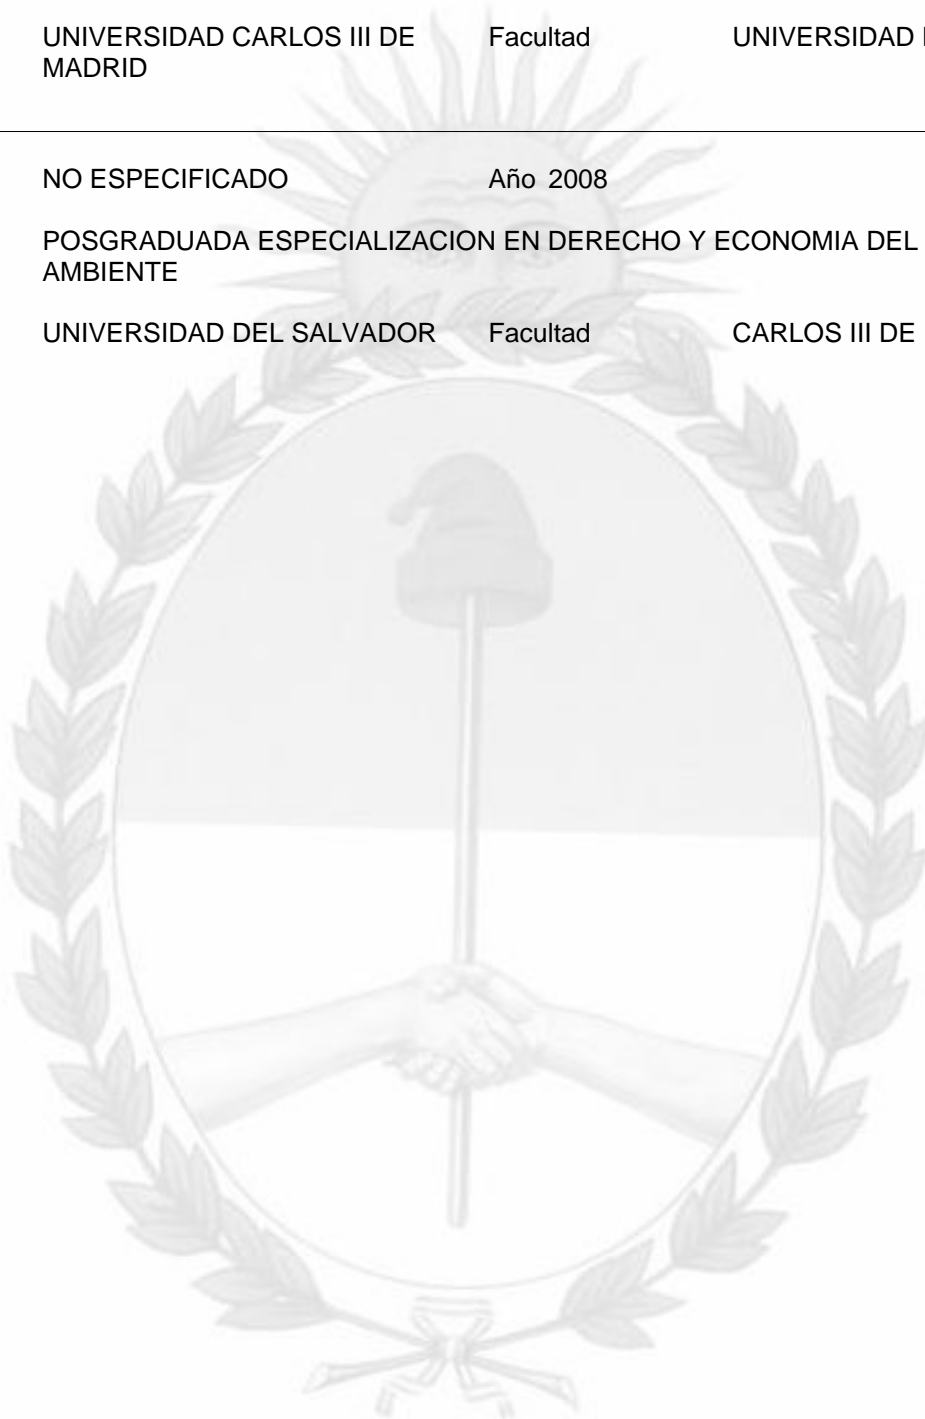 UNIVERSIDAD CARLOS III DE Facultad UNIVERSIDAD
MADRID
NO ESPECIFICADO Año 2008
POSGRADUADA ESPECIALIZACION EN DERECHO Y ECONOMIA DEL
AMBIENTE
UNIVERSIDAD DEL SALVADOR Facultad CARLOS III DE